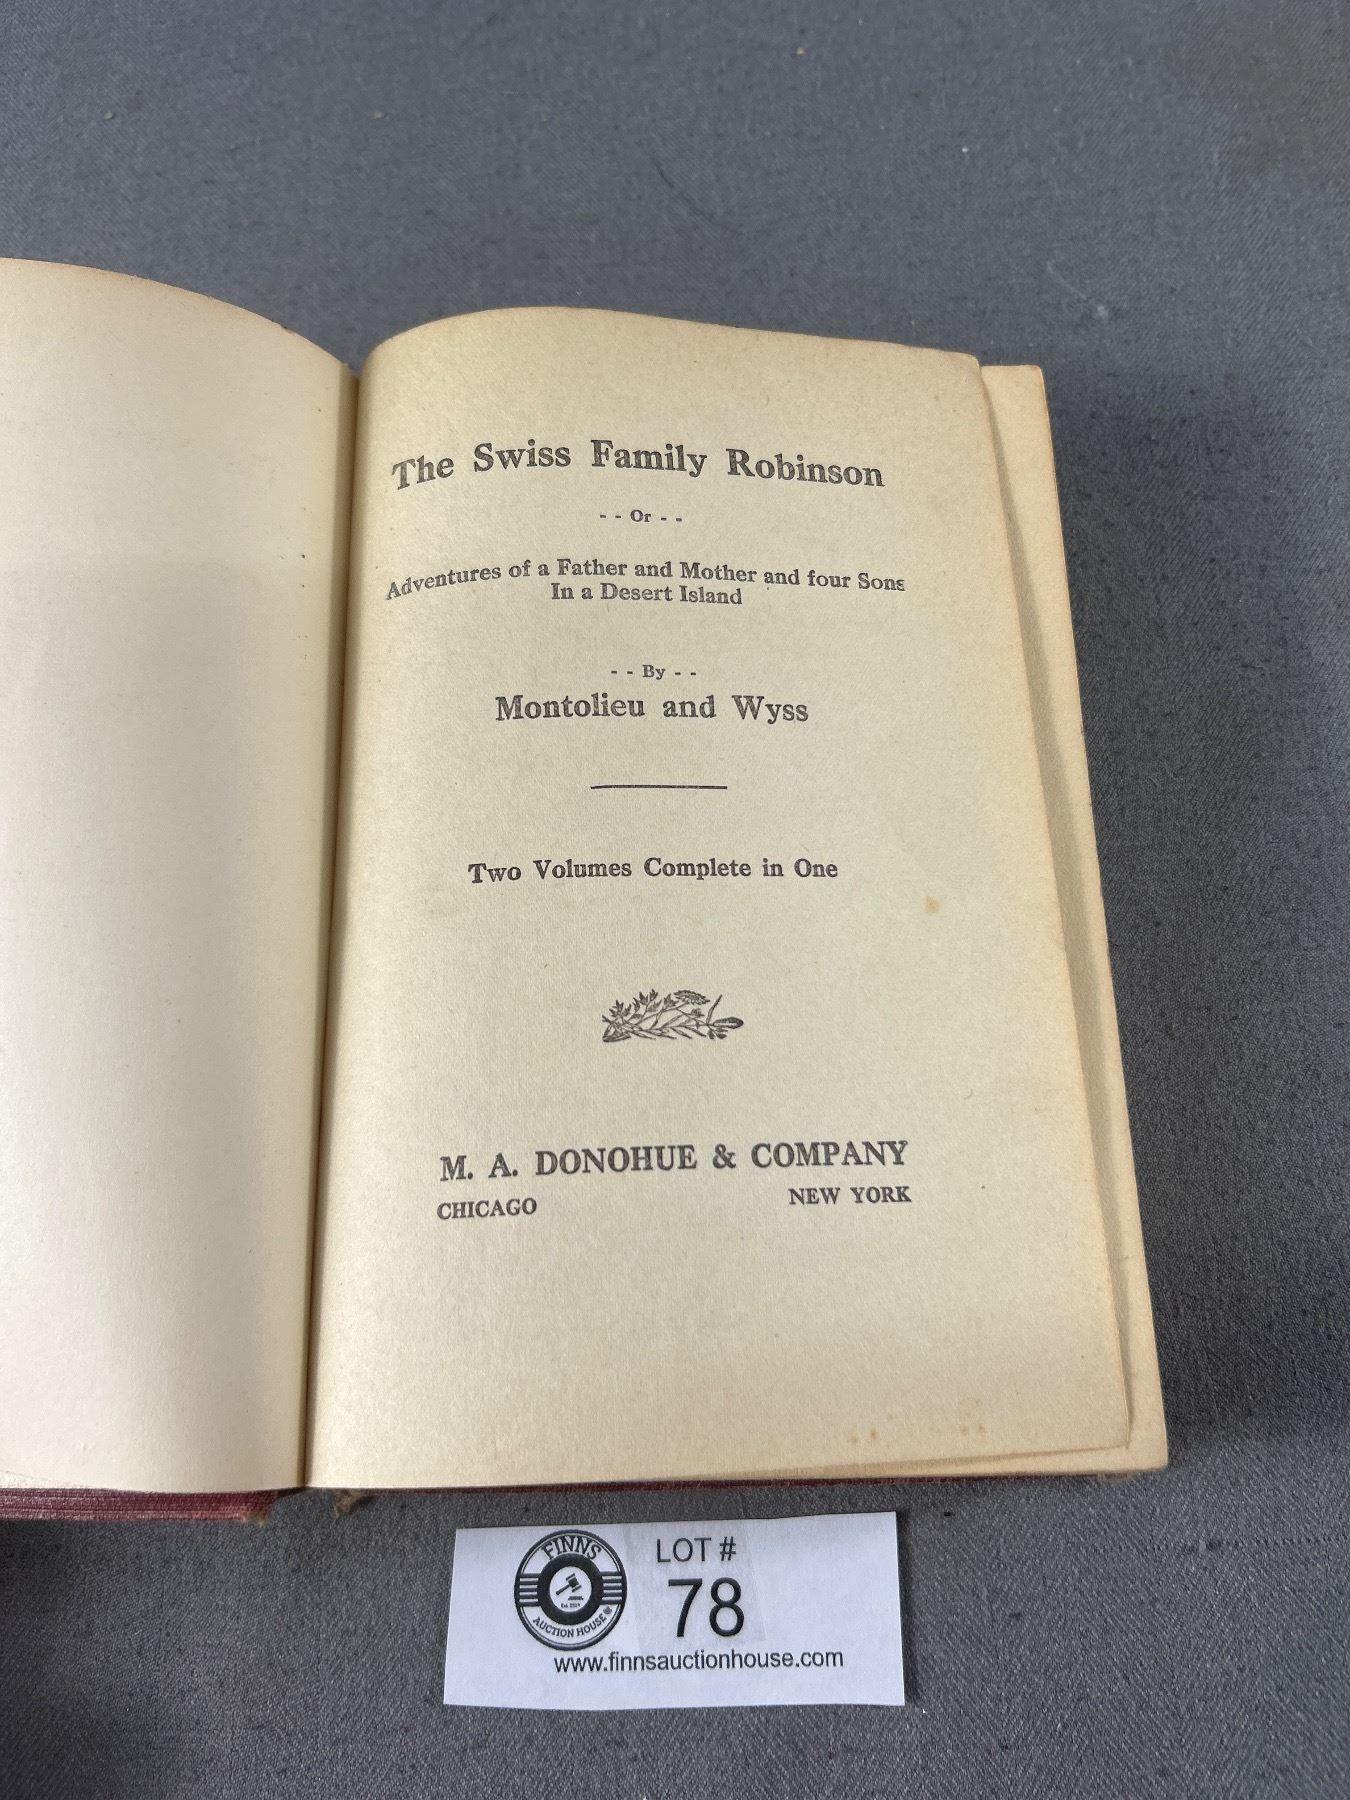 The Swiss Family Robinson
- - Or - -
Adventures of a Father and Mother and four Sons
In a Desert Island
- - By - -
Montolieu and Wyss
Two Volumes Complete in One
M. A. DONOHUE & COMPANY
CHICAGO NEW YORK
FINNS
AUCTION HOUSE
LOT #
78
www.finnsauctionhouse.com